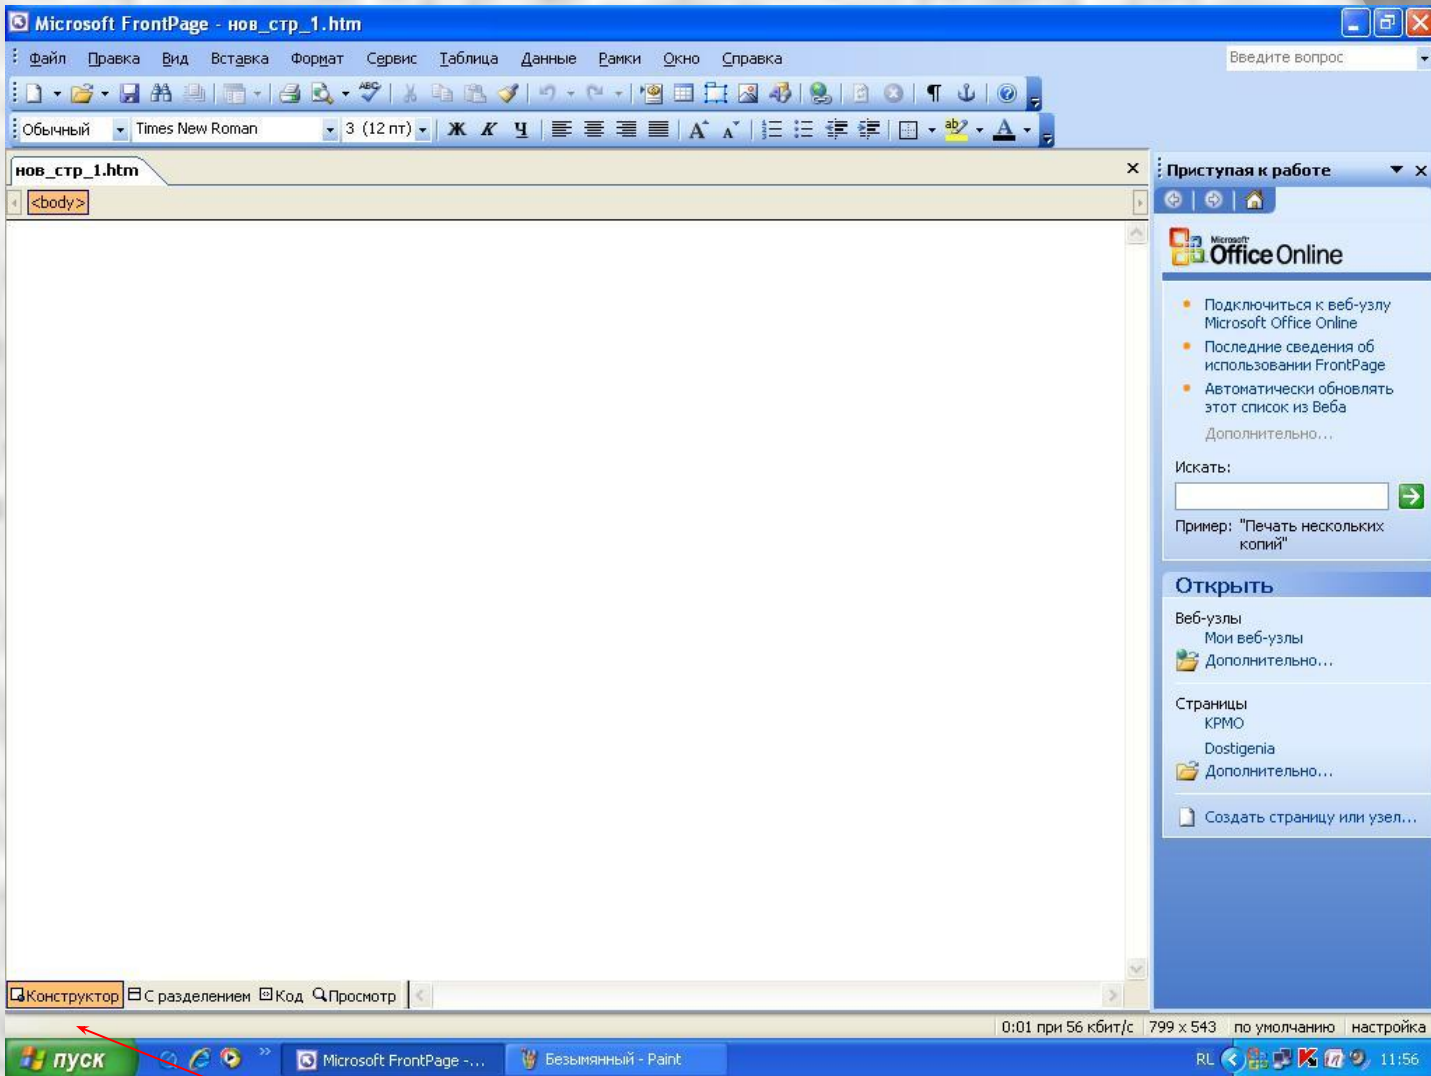 Microsoft FrontPage - нов_стр_1.htm
Файл Правка Вид Вставка Формат Сервис Таблица Данные Рамки Окно Справка
Введите вопрос
Обычный Times New Roman 3 (12 пт) Ж К Ч
нов_стр_1.htm
<body>
Приступая к работе
Microsoft
Office Online
Подключиться к веб-узлу
Microsoft Office Online
Последние сведения об
использовании FrontPage
Автоматически обновлять
этот список из Веба
Дополнительно...
Искать:
Пример: "Печать нескольких
копий"
Открыть
Веб-узлы
Мои веб-узлы
Дополнительно...
Страницы
КРМО
Dostigenia
Дополнительно...
Создать страницу или узел...
Конструктор С разделением Код Просмотр
0:01 при 56 кбит/с 799 x 543 по умолчанию настройка
пуск Microsoft FrontPage -... Безымянный - Paint RL 11:56